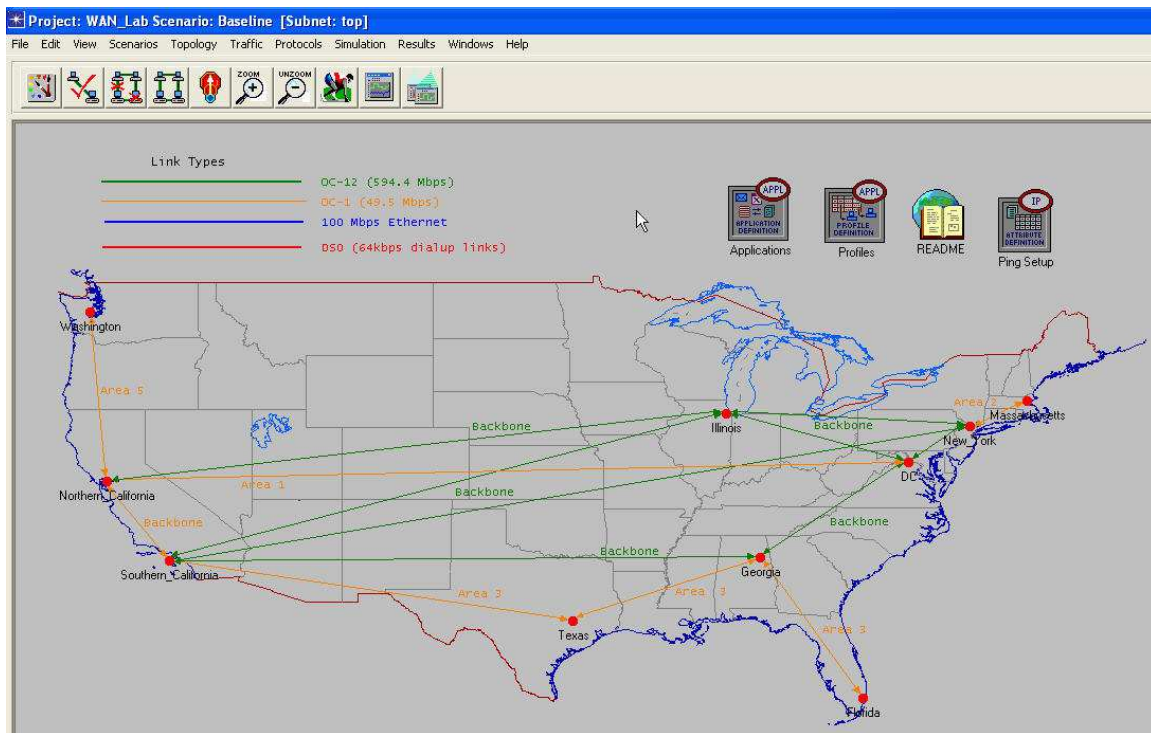 Project: WAN_Lab Scenario: Baseline [Subnet: top]
File Edit View Scenarios Topology Traffic Protocols Simulation Results Windows Help
ZOOM UNZOOM
Link Types
OC-12 (594.4 Mbps)
OC-1 (49.5 Mbps)
100 Mbps Ethernet
DSO (64kbps dialup links)
APPL
APPLICATION DEFINITION
Applications
APPL
PROFILE DEFINITION
Profiles
README
IP
ATTRIBUTE DEFINITION
Ping Setup
Washington
Area 5
Area 2
Massachusetts
Backbone
Illinois
Backbone
New_York
DC
Area 1
Northern_California
Backbone
Backbone
Backbone
Backbone
Georgia
Southern_California
Area 3
Area 3
Texas
Area 3
Florida